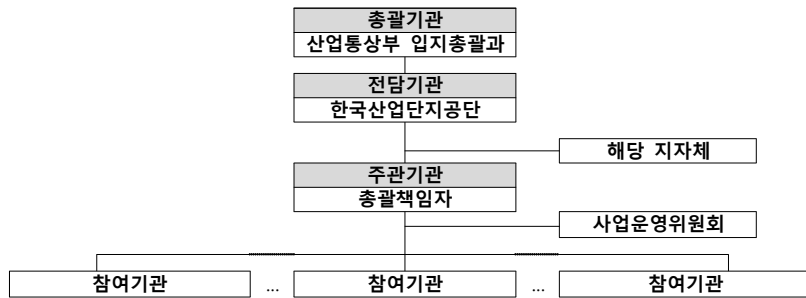 총괄기관
산업통상부 입지총괄과
전담기관
한국산업단지공단
해당 지자체
주관기관
총괄책임자
사업운영위원회
참여기관 ... 참여기관 ... 참여기관